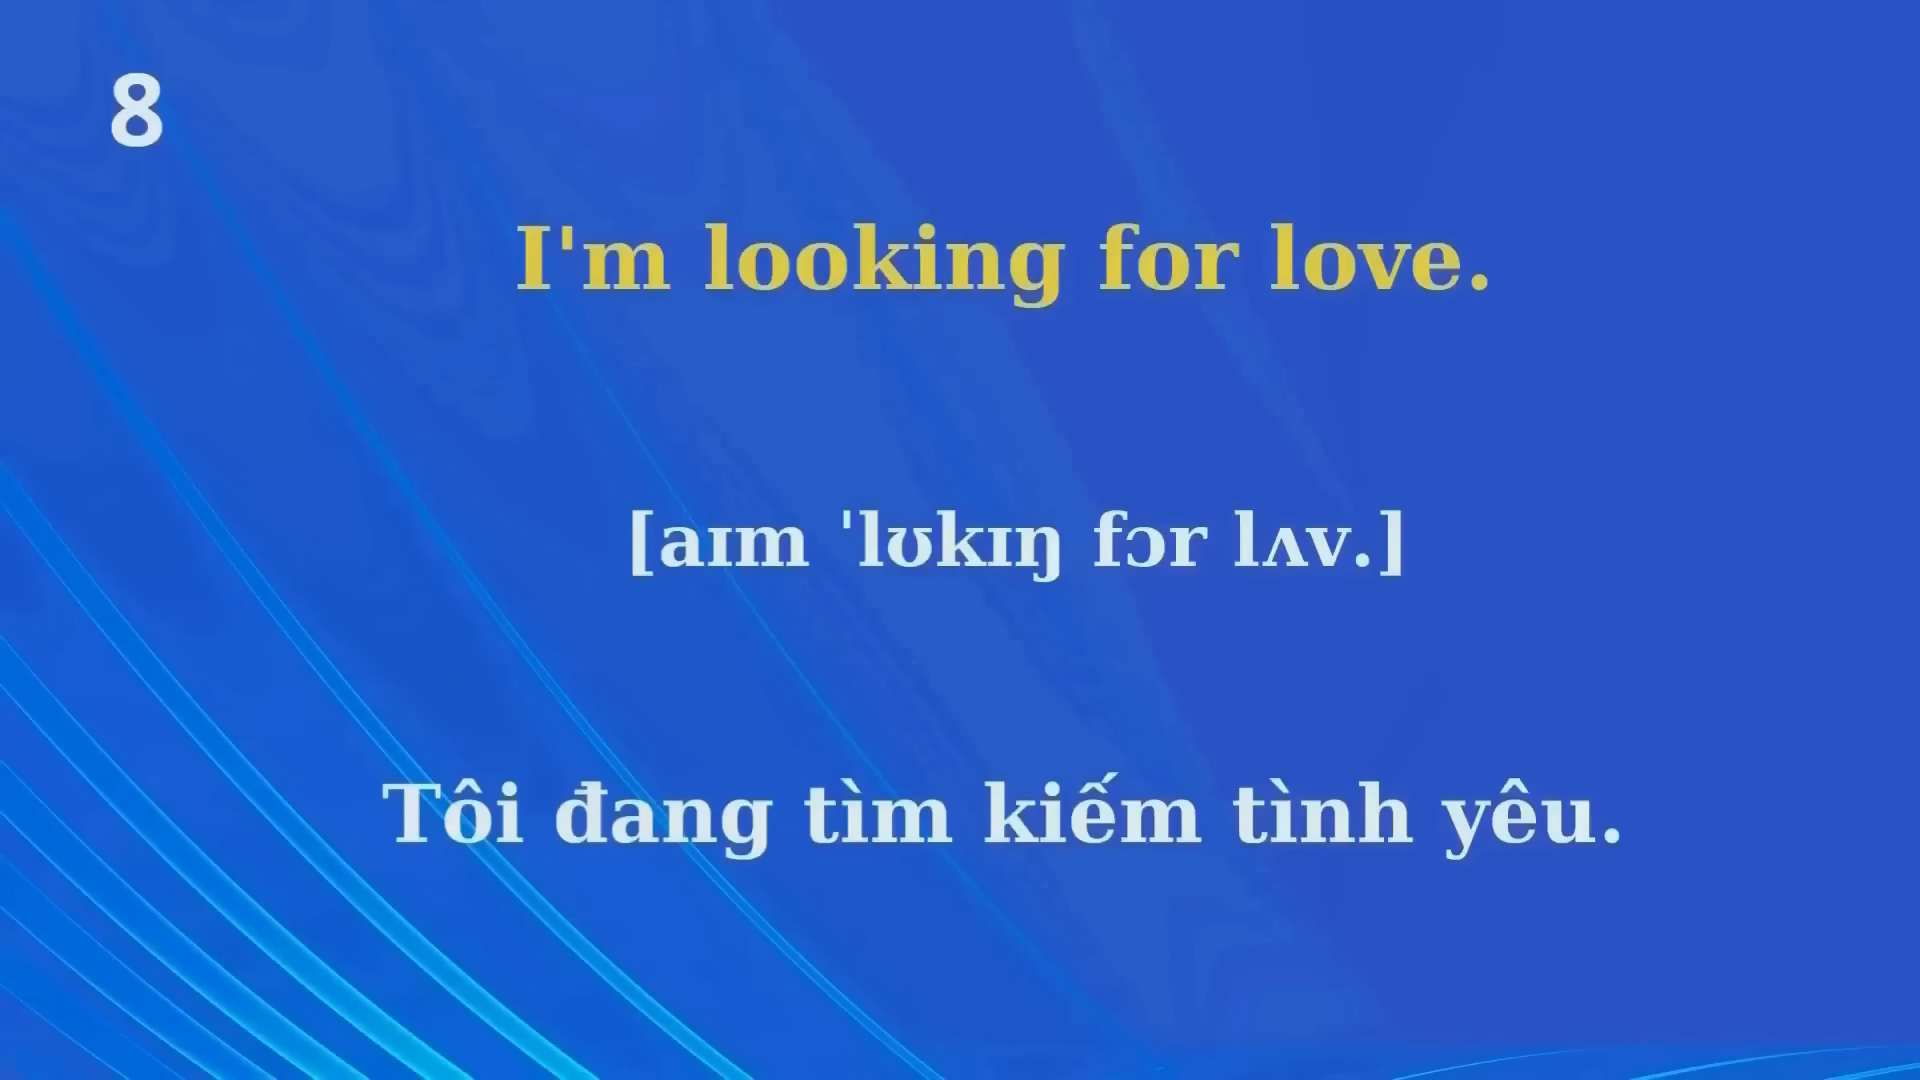 8
I'm looking for love.
[aɪm ˈlʊkɪŋ fɔr lʌv.]
Tôi đang tìm kiếm tình yêu.